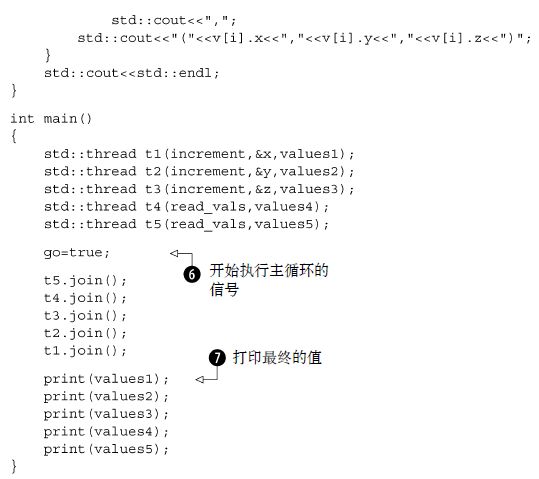 std::cout<<",";
std::cout<<"("<<v[i].x<<","<<v[i].y<<","<<v[i].z<<")";
}
std::cout<<std::endl;
}
int main()
{
std::thread t1(increment,&x,values1);
std::thread t2(increment,&y,values2);
std::thread t3(increment,&z,values3);
std::thread t4(read_vals,values4);
std::thread t5(read_vals,values5);
go=true;
❻ 开始执行主循环的
信号
t5.join();
t4.join();
t3.join();
t2.join();
t1.join();
❼ 打印最终的值
print(values1);
print(values2);
print(values3);
print(values4);
print(values5);
}